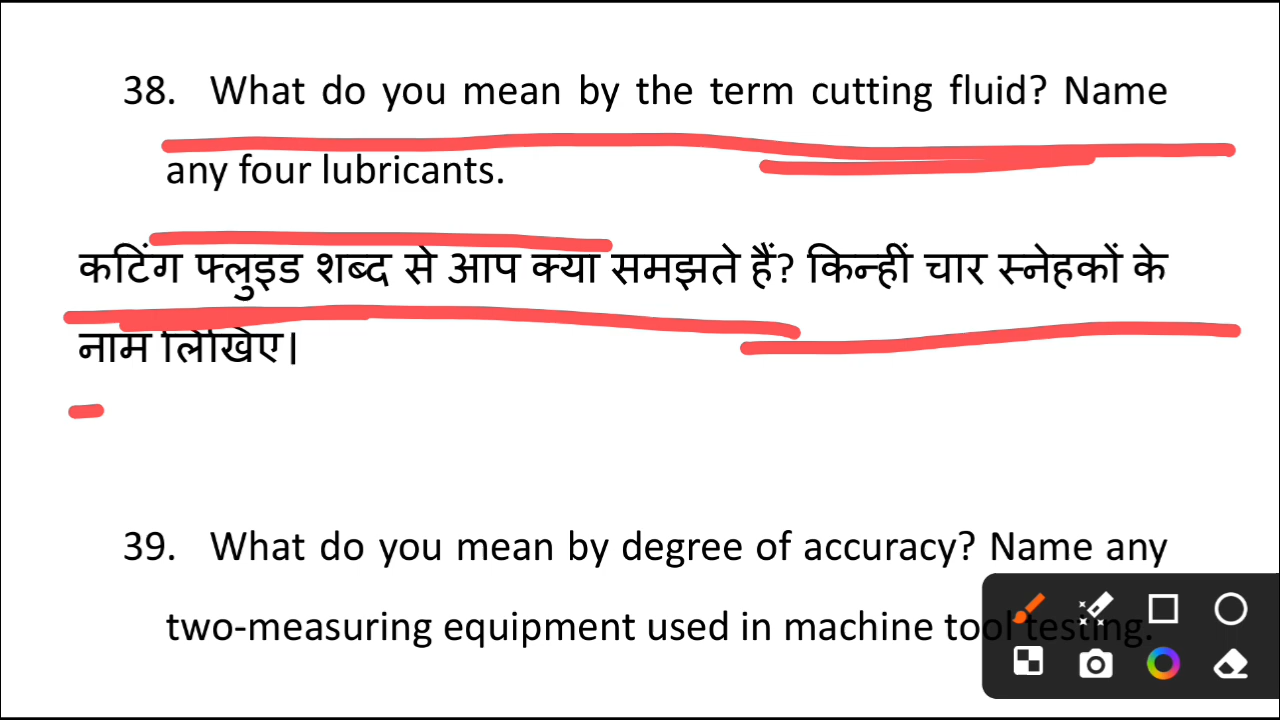 38. What do you mean by the term cutting fluid? Name
any four lubricants.
कटिंग फ्लुइड शब्द से आप क्या समझते हैं? किन्हीं चार स्नेहकों के
नाम लिखिए।
39. What do you mean by degree of accuracy? Name any
two-measuring equipment used in machine tool testing.